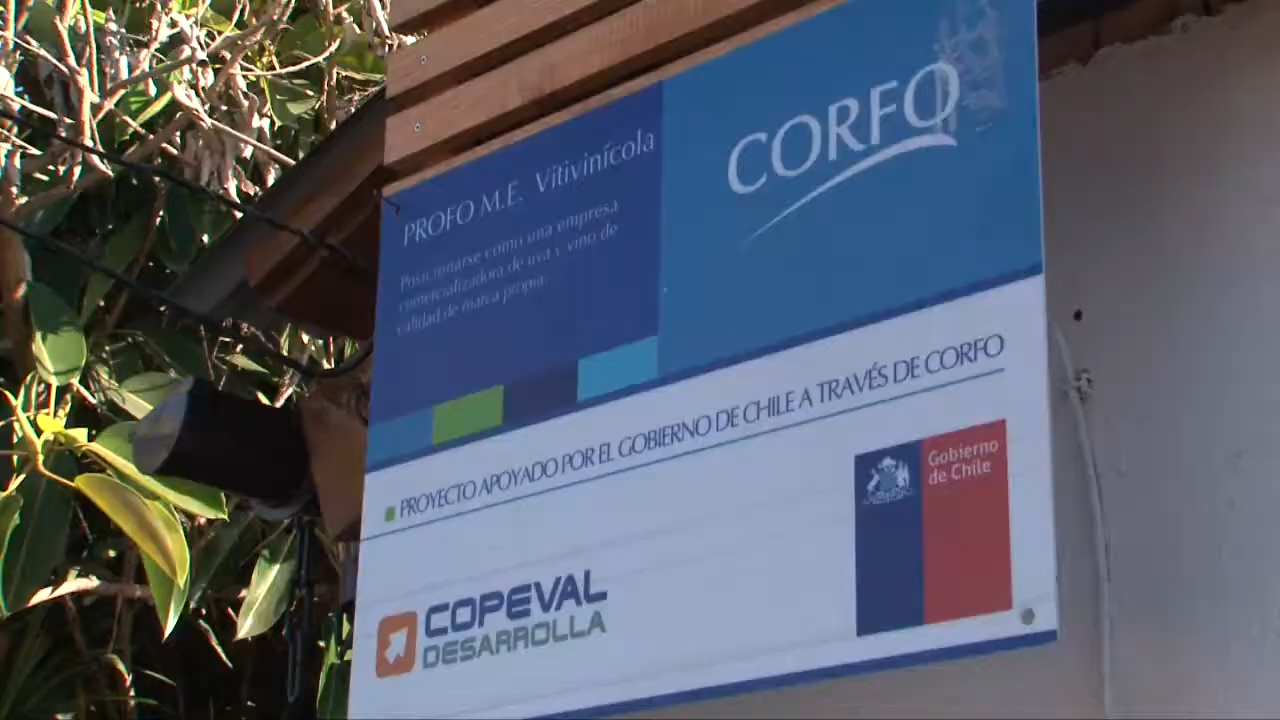 PROFO M.E. Vitivinícola
Posicionarse como una empresa
comercializadora de uva y vino de
calidad de marca propia.
CORFO
PROYECTO APOYADO POR EL GOBIERNO DE CHILE A TRAVÉS DE CORFO
Gobierno
de Chile
COPEVAL
DESARROLLA